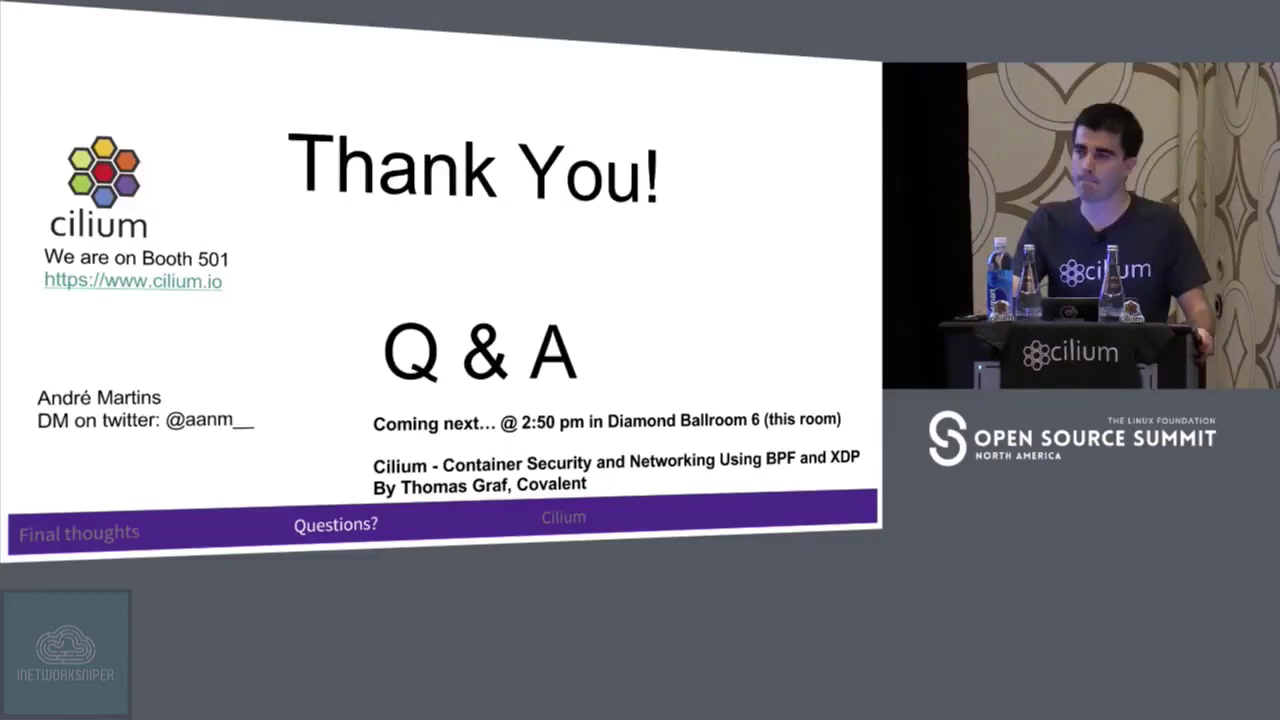 Thank You!
cilium
We are on Booth 501
https://www.cilium.io
Q & A
André Martins
DM on twitter: @aanm__
Coming next... @ 2:50 pm in Diamond Ballroom 6 (this room)
Cilium - Container Security and Networking Using BPF and XDP
By Thomas Graf, Covalent
Final thoughts
Questions?
Cilium
cilium
cilium
THE LINUX FOUNDATION
OPEN SOURCE SUMMIT
NORTH AMERICA
INETWORKSNIPER